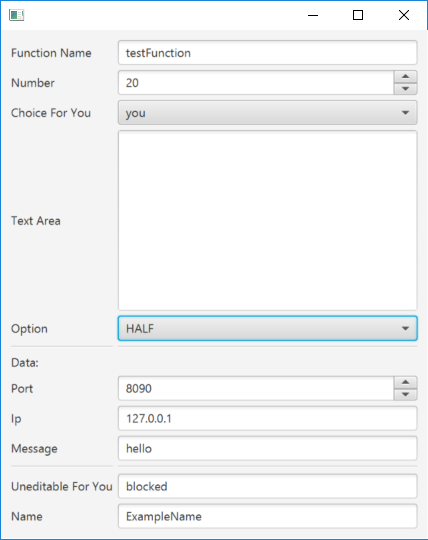 Function Name testFunction
Number 20
Choice For You you
Text Area
Option HALF
Data:
Port 8090
Ip 127.0.0.1
Message hello
Uneditable For You blocked
Name ExampleName